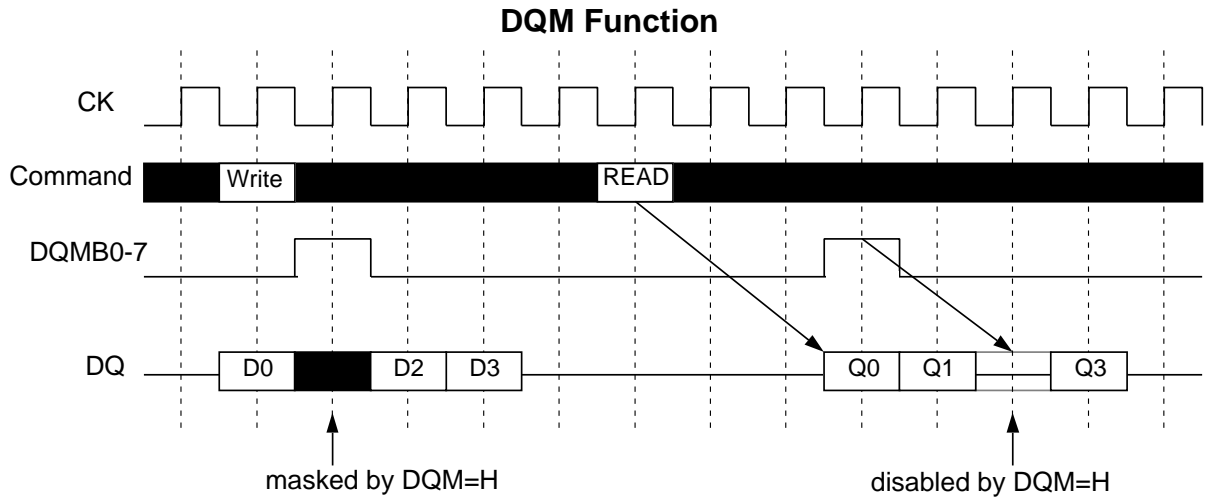 DQM Function
CK
Command
Write
READ
DQMB0-7
DQ
D0
D2
D3
Q0
Q1
Q3
masked by DQM=H
disabled by DQM=H